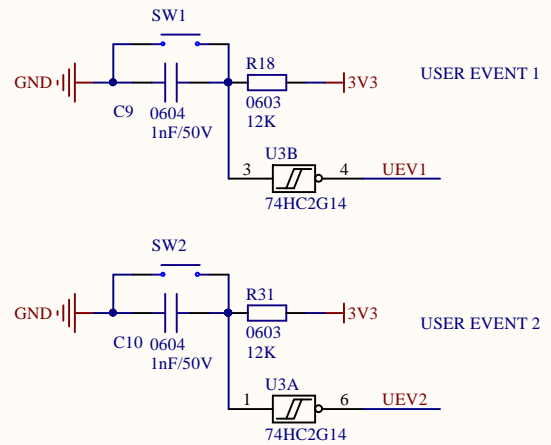 SW1
R18
GND
3V3
USER EVENT 1
C9
0604
1nF/50V
0603
12K
U3B
3
4
UEV1
74HC2G14
SW2
R31
GND
3V3
USER EVENT 2
C10
0604
1nF/50V
0603
12K
U3A
1
6
UEV2
74HC2G14